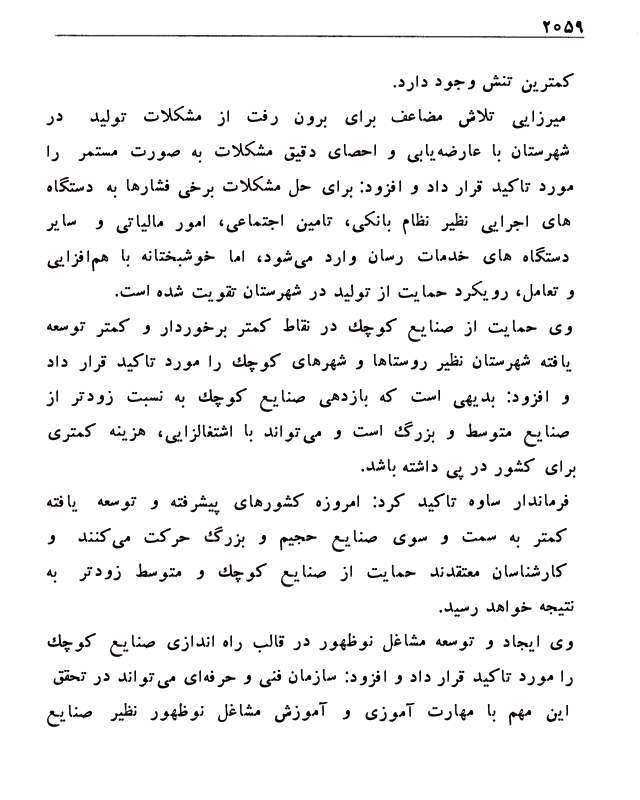 ۲۰۵۹
کمترین تنش وجود دارد.
میرزایی تلاش مضاعف برای برون رفت از مشکلات تولید در
شهرستان با عارضه‌یابی و احصای دقیق مشکلات به صورت مستمر را
مورد تاکید قرار داد و افزود: برای حل مشکلات برخی فشارها به دستگاه
های اجرایی نظیر نظام بانکی، تامین اجتماعی، امور مالیاتی و سایر
دستگاه های خدمات رسان وارد می‌شود، اما خوشبختانه با هم‌افزایی
و تعامل، رویکرد حمایت از تولید در شهرستان تقویت شده است.
وی حمایت از صنایع کوچك در نقاط کمتر برخوردار و کمتر توسعه
یافته شهرستان نظیر روستاها و شهرهای کوچك را مورد تاکید قرار داد
و افزود: بدیهی است که بازدهی صنایع کوچك به نسبت زودتر از
صنایع متوسط و بزرگ است و می‌تواند با اشتغالزایی، هزینه کمتری
برای کشور در پی داشته باشد.
فرماندار ساوه تاکید کرد: امروزه کشورهای پیشرفته و توسعه یافته
کمتر به سمت و سوی صنایع حجیم و بزرگ حرکت می‌کنند و
کارشناسان معتقدند حمایت از صنایع کوچك و متوسط زودتر به
نتیجه خواهد رسید.
وی ایجاد و توسعه مشاغل نوظهور در قالب راه اندازی صنایع کوچك
را مورد تاکید قرار داد و افزود: سازمان فنی و حرفه‌ای می‌تواند در تحقق
این مهم با مهارت آموزی و آموزش مشاغل نوظهور نظیر صنایع